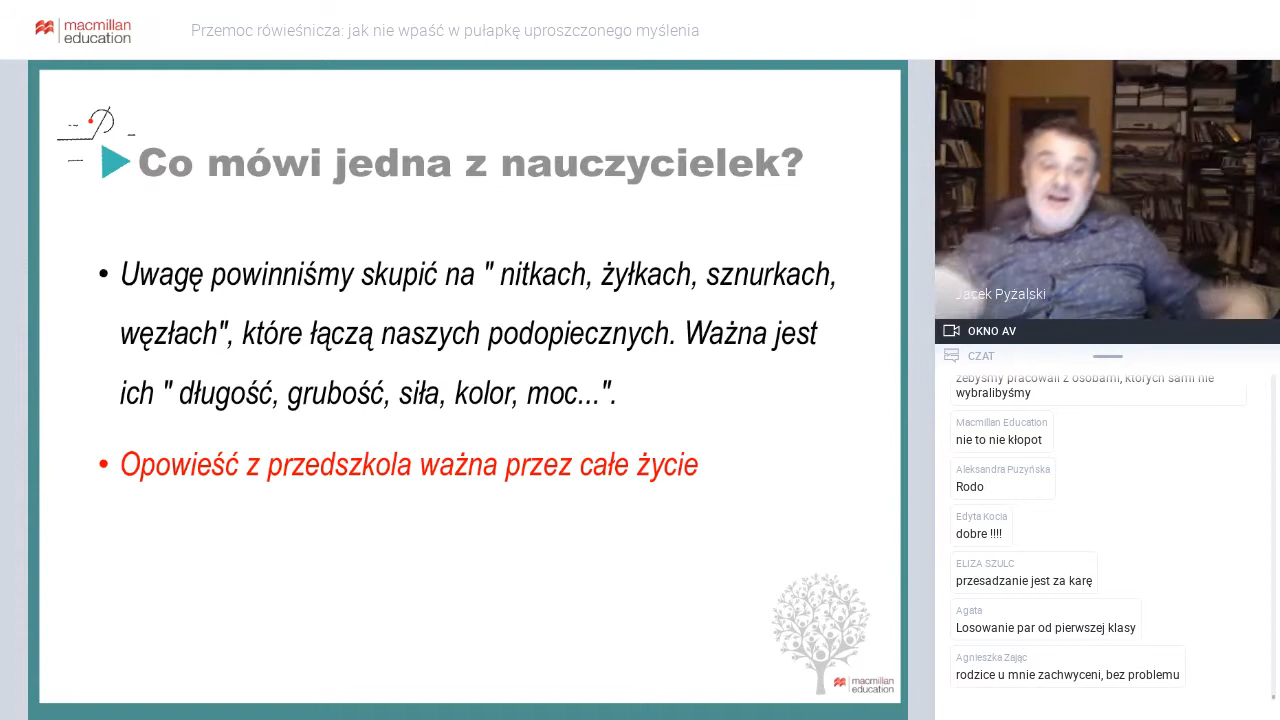 macmillan
education
Przemoc rówieśnicza: jak nie wpaść w pułapkę uproszczonego myślenia
Co mówi jedna z nauczycielek?
• Uwagę powinniśmy skupić na " nitkach, żyłkach, sznurkach,
węzłach", które łączą naszych podopiecznych. Ważna jest
ich " długość, grubość, siła, kolor, moc...".
• Opowieść z przedszkola ważna przez całe życie
macmillan
education
Jacek Pyżalski
OKNO AV
CZAT
żebyśmy pracowali z osobami, których sami nie
wybralibyśmy
Macmillan Education
nie to nie kłopot
Aleksandra Puzyńska
Rodo
Edyta Kocia
dobre !!!!
ELIZA SZULC
przesadzanie jest za karę
Agata
Losowanie par od pierwszej klasy
Agnieszka Zając
rodzice u mnie zachwyceni, bez problemu